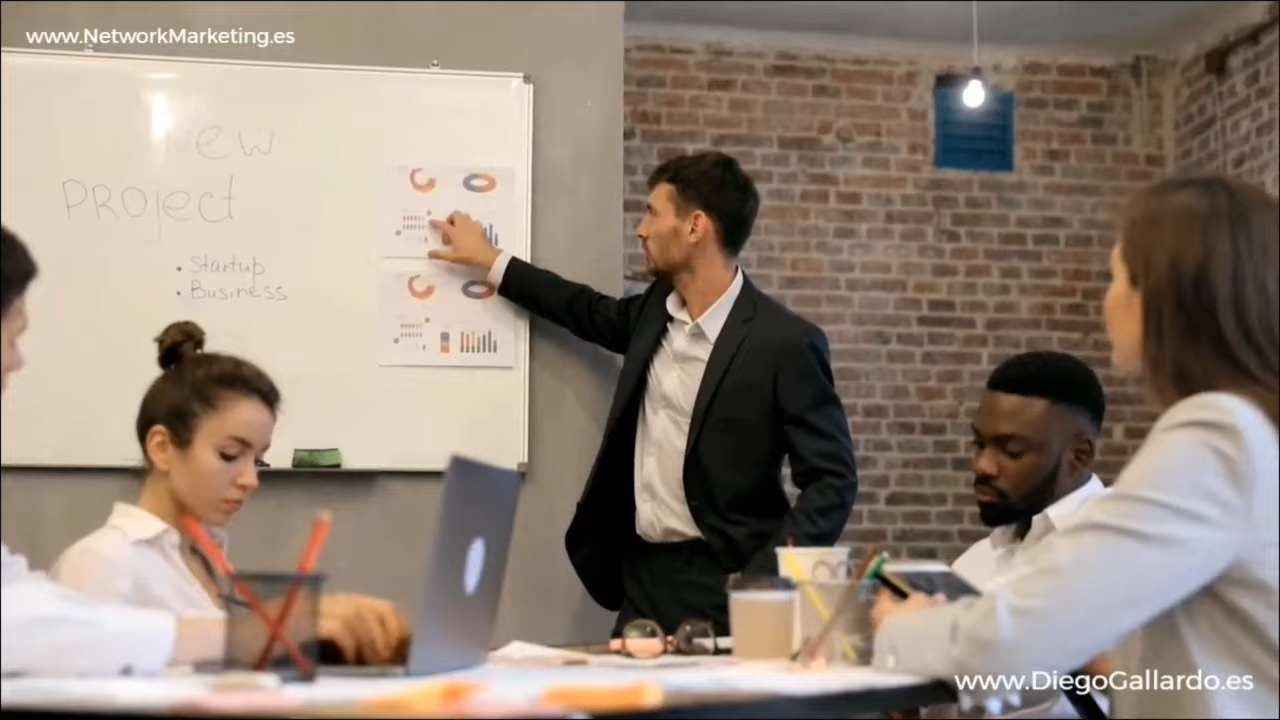 www.NetworkMarketing.es
New
PROJECT
• Startup
• Business
www.DiegoGallardo.es